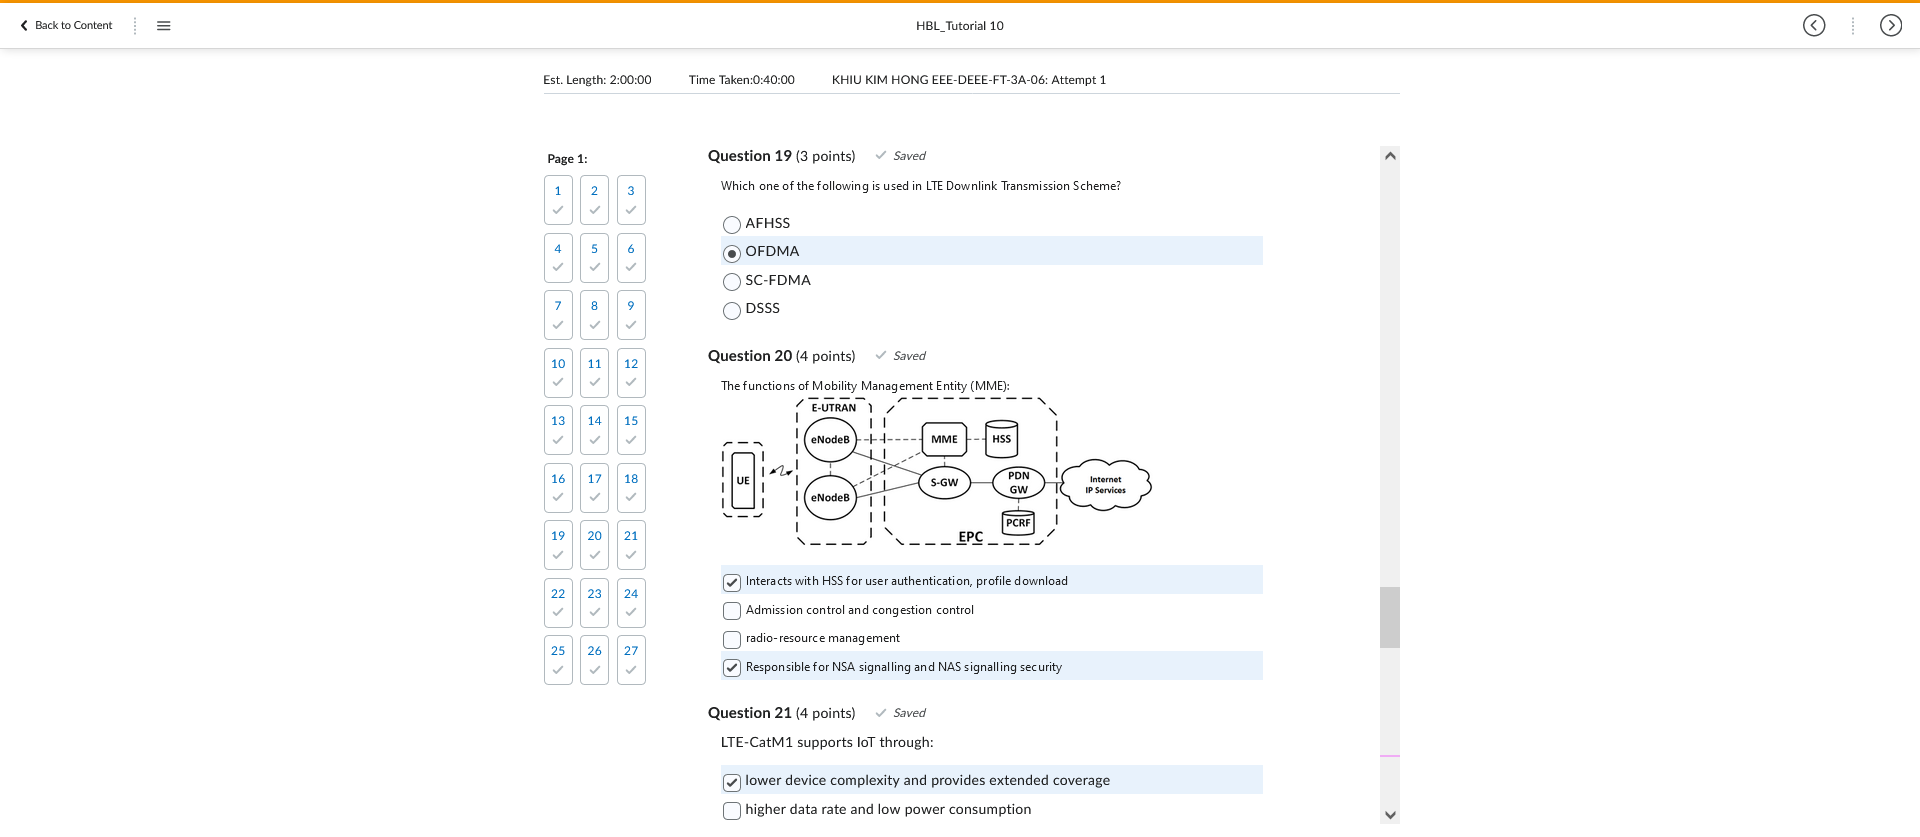 Back to Content
HBL_Tutorial 10
Est. Length: 2:00:00 Time Taken:0:40:00 KHIU KIM HONG EEE-DEEE-FT-3A-06: Attempt 1
Page 1:
1 2 3
4 5 6
7 8 9
10 11 12
13 14 15
16 17 18
19 20 21
22 23 24
25 26 27
Question 19 (3 points) Saved
Which one of the following is used in LTE Downlink Transmission Scheme?
AFHSS
OFDMA
SC-FDMA
DSSS
Question 20 (4 points) Saved
The functions of Mobility Management Entity (MME):
E-UTRAN
eNodeB
MME
HSS
UE
eNodeB
S-GW
PDN
GW
Internet
IP Services
PCRF
EPC
Interacts with HSS for user authentication, profile download
Admission control and congestion control
radio-resource management
Responsible for NSA signalling and NAS signalling security
Question 21 (4 points) Saved
LTE-CatM1 supports IoT through:
lower device complexity and provides extended coverage
higher data rate and low power consumption